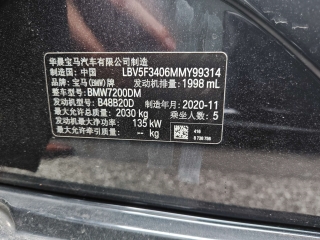 华晨宝马汽车有限公司制造
制造国: 中国 LBV5F3406MMY99314
品牌: 宝马(BMW)牌 发动机排量: 1998 mL
整车型号: BMW7200DM
发动机型号: B48B20D 制造年月: 2020-11
最大允许总质量: 2030 kg 乘坐人数: 5
发动机最大净功率: 135 kW
最大允许牵引质量: -- kg